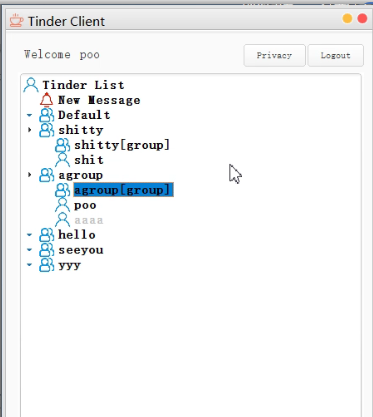 Tinder Client
Welcome poo
Privacy
Logout
Tinder List
New Message
Default
shitty
shitty[group]
shit
agroup
agroup[group]
poo
aaaa
hello
seeyou
yyy